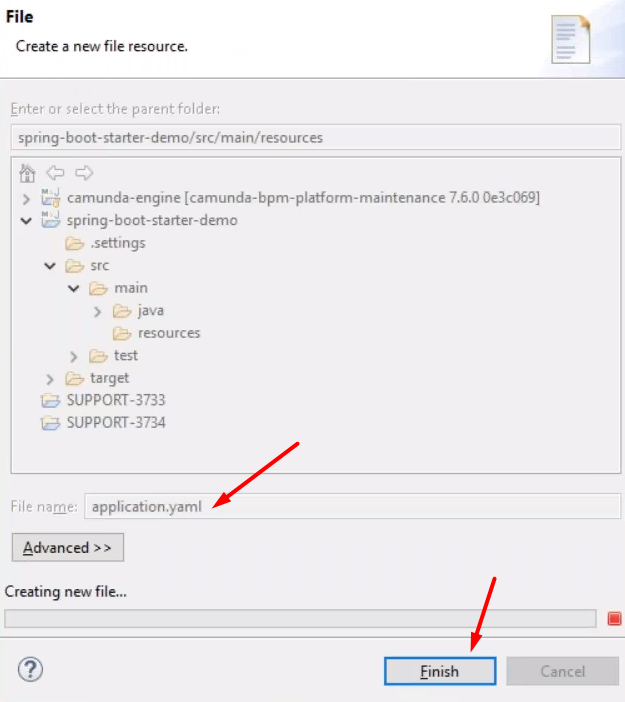 File
Create a new file resource.
Enter or select the parent folder:
spring-boot-starter-demo/src/main/resources
camunda-engine [camunda-bpm-platform-maintenance 7.6.0 0e3c069]
spring-boot-starter-demo
.settings
src
main
java
resources
test
target
SUPPORT-3733
SUPPORT-3734
File name: application.yaml
Advanced >>
Creating new file...
? Finish Cancel